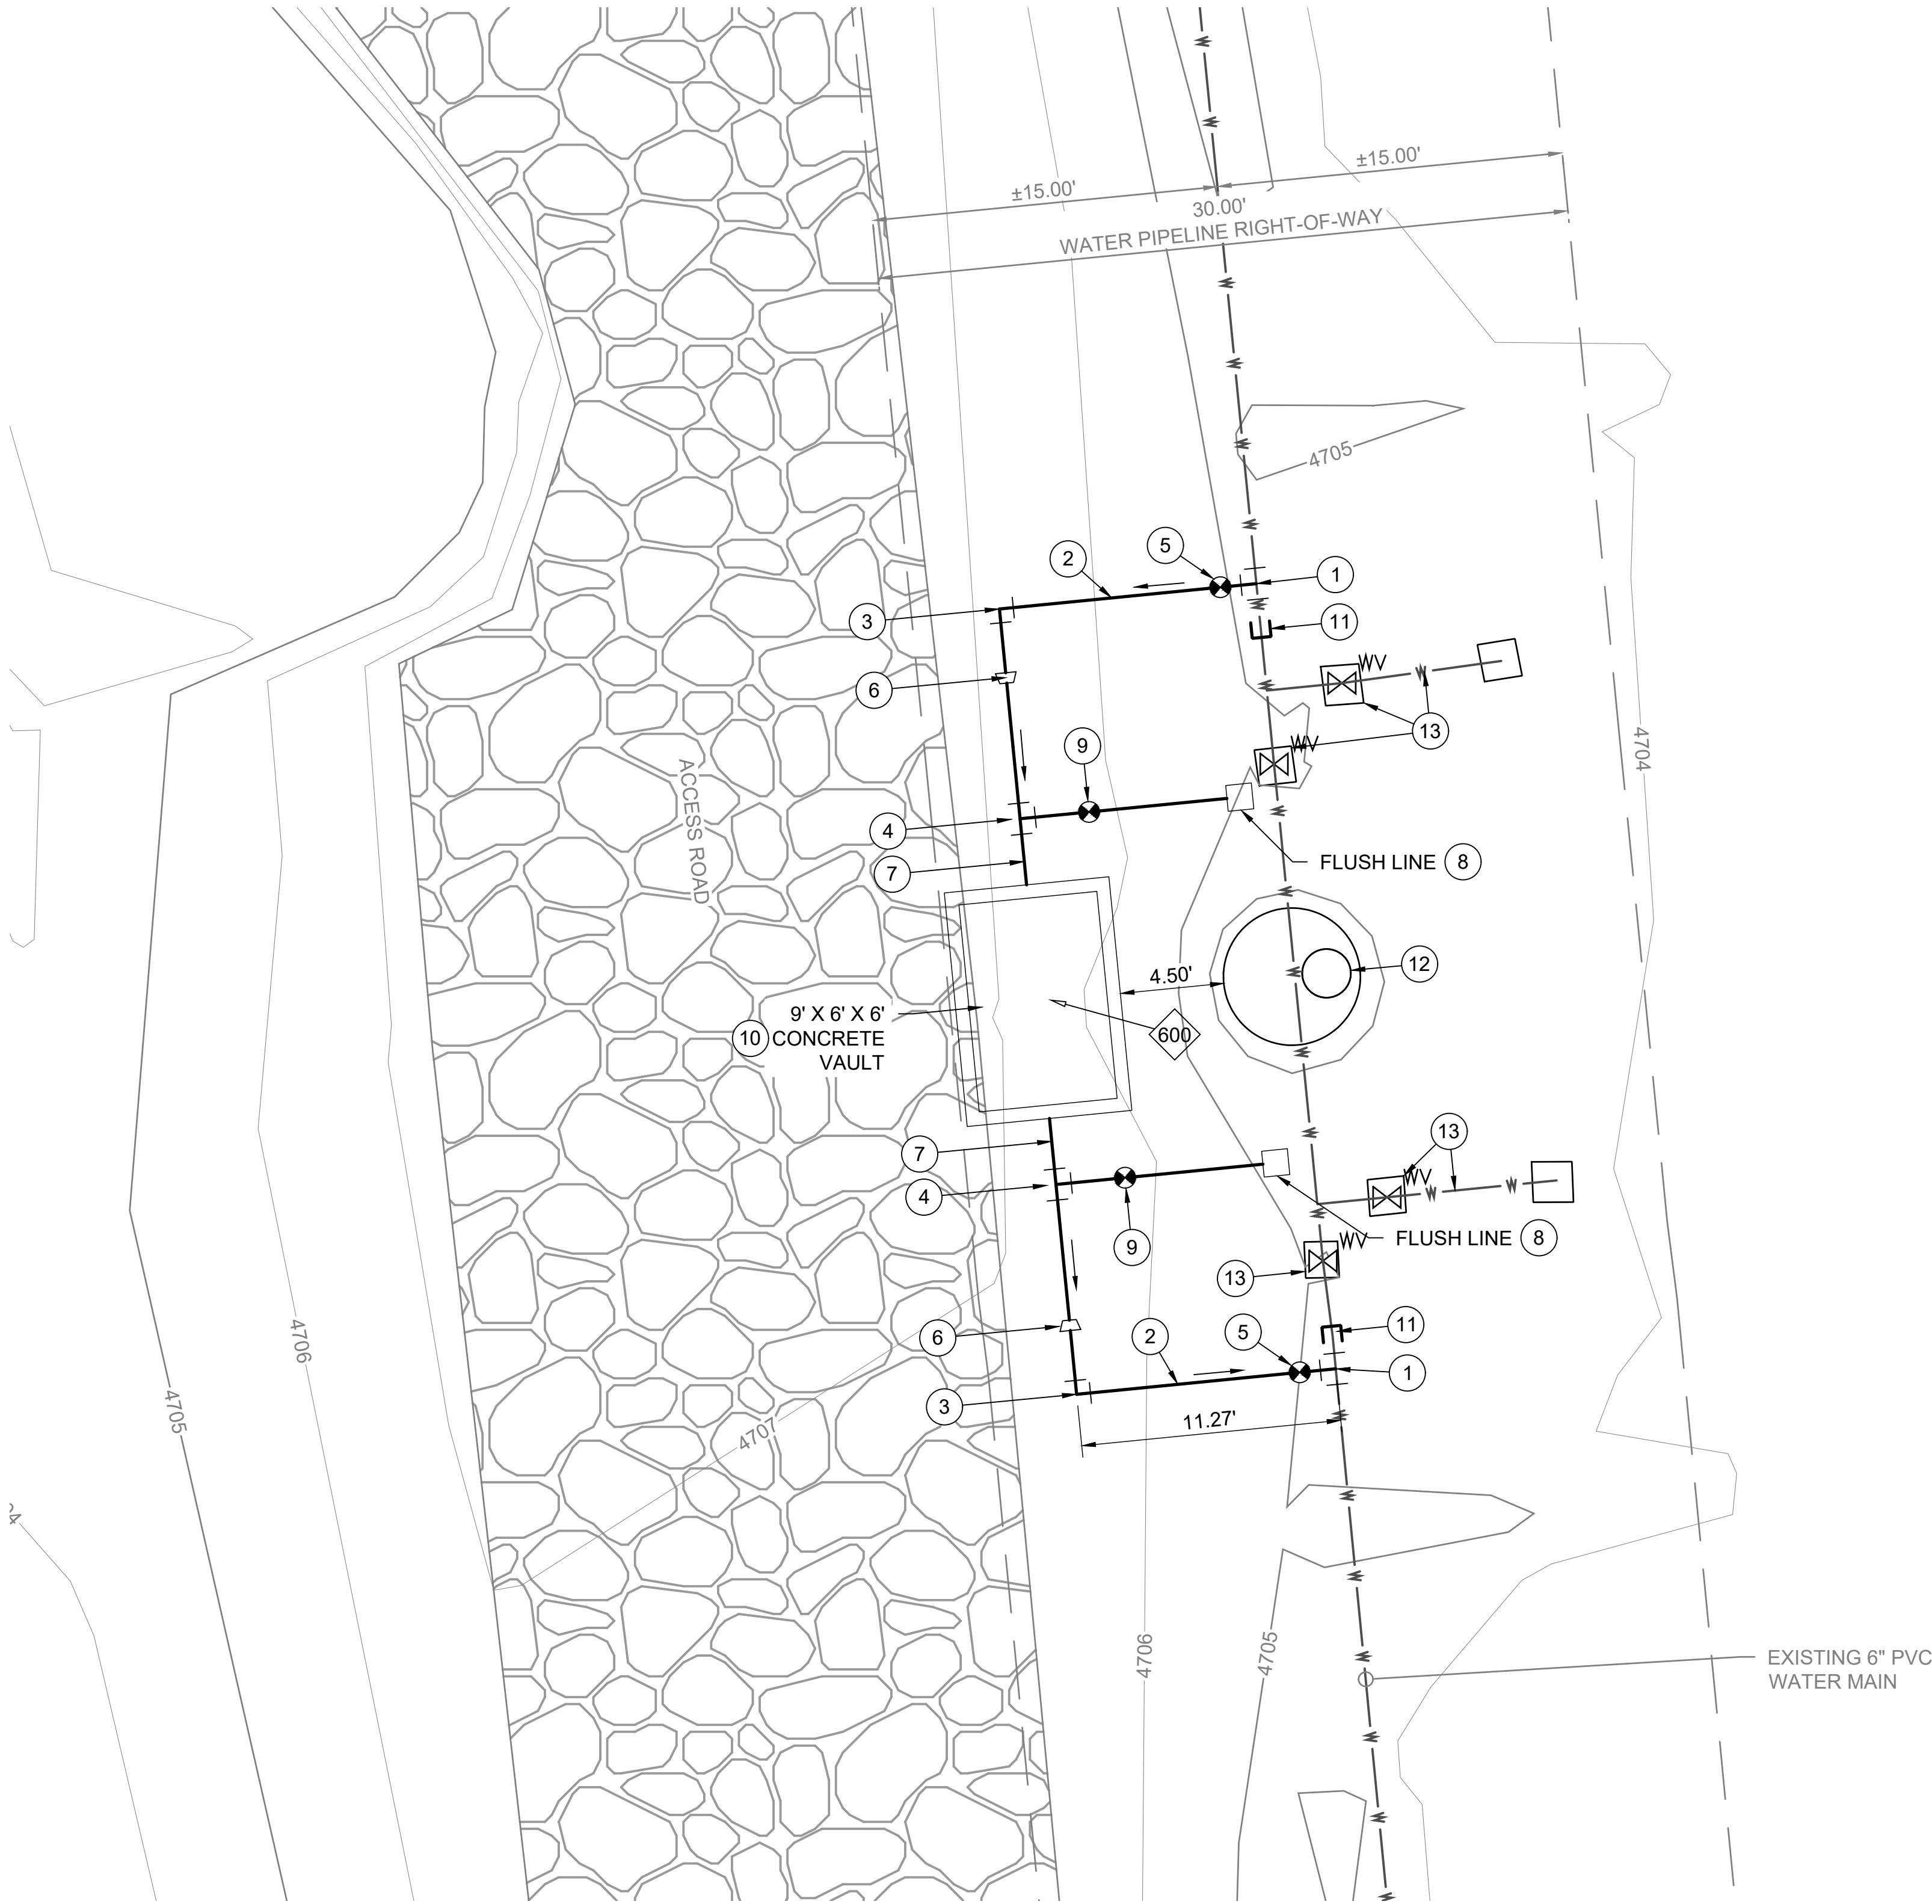 ±15.00'
±15.00'
30.00'
WATER PIPELINE RIGHT-OF-WAY
4705
2
5
1
3
11
6
WV
13
9
WV
4704
ACCESS ROAD
4
FLUSH LINE 8
7
12
4.50'
9' X 6' X 6'
10 CONCRETE
VAULT
600
13
7
WV
4
9
FLUSH LINE 8
WV
13
4706
6
2
5
11
1
3
4705
11.27'
4707
4706
4705
EXISTING 6" PVC
WATER MAIN